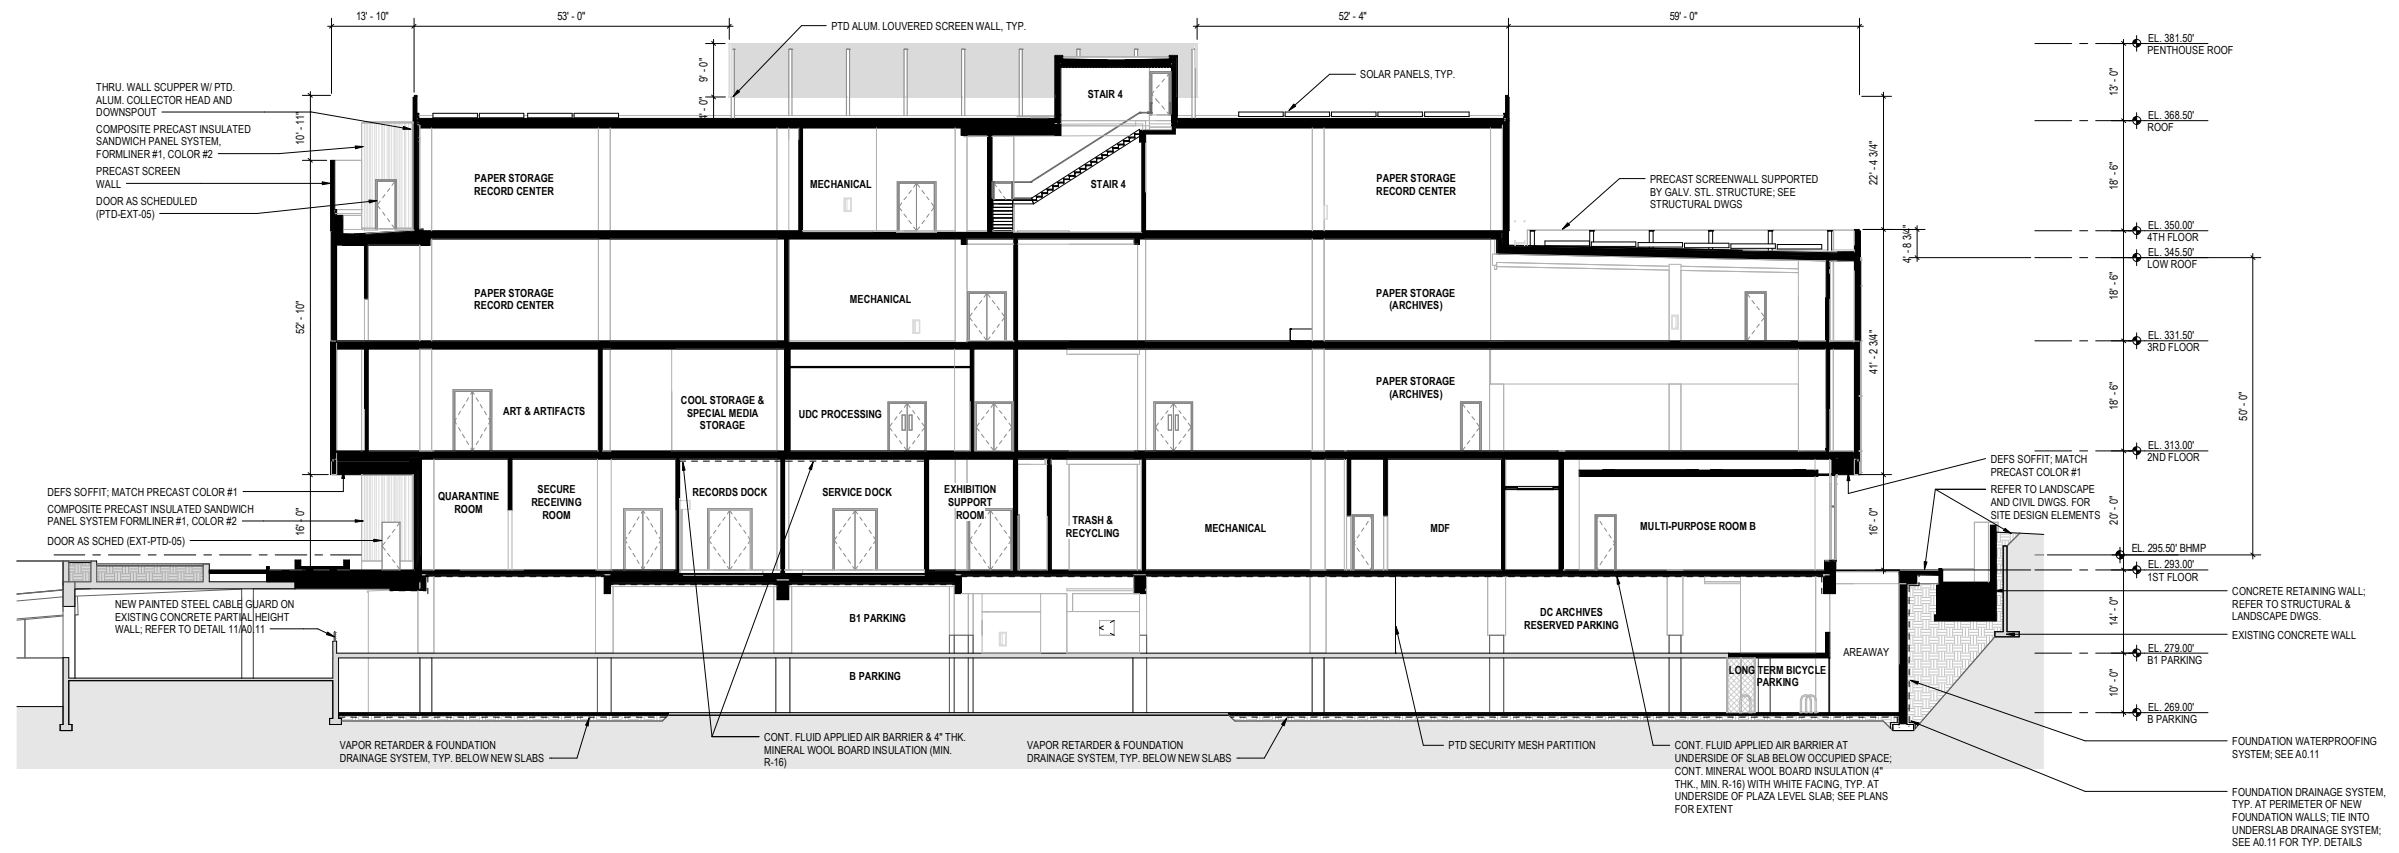 13' - 10"
53' - 0"
52' - 4"
59' - 0"
PTD ALUM. LOUVERED SCREEN WALL, TYP.
SOLAR PANELS, TYP.
9' - 0"
4' - 0"
THRU. WALL SCUPPER W/ PTD.
ALUM. COLLECTOR HEAD AND
DOWNSPOUT
COMPOSITE PRECAST INSULATED
SANDWICH PANEL SYSTEM,
FORMLINER #1, COLOR #2
PRECAST SCREEN
WALL
DOOR AS SCHEDULED
(PTD-EXT-05)
10' - 11"
52' - 10"
16' - 0"
STAIR 4
PAPER STORAGE
RECORD CENTER
MECHANICAL
STAIR 4
PAPER STORAGE
RECORD CENTER
PRECAST SCREENWALL SUPPORTED
BY GALV. STL. STRUCTURE; SEE
STRUCTURAL DWGS
22' - 4 3/4"
4' - 8 3/4"
41' - 2 3/4"
16' - 0"
EL. 381.50'
PENTHOUSE ROOF
13' - 0"
EL. 368.50'
ROOF
18' - 6"
EL. 350.00'
4TH FLOOR
EL. 345.50'
LOW ROOF
18' - 6"
EL. 331.50'
3RD FLOOR
18' - 6"
50' - 0"
EL. 313.00'
2ND FLOOR
20' - 0"
EL. 295.50' BHMP
EL. 293.00'
1ST FLOOR
14' - 0"
EL. 279.00'
B1 PARKING
10' - 0"
EL. 269.00'
B PARKING
PAPER STORAGE
RECORD CENTER
MECHANICAL
PAPER STORAGE
(ARCHIVES)
ART & ARTIFACTS
COOL STORAGE &
SPECIAL MEDIA
STORAGE
UDC PROCESSING
PAPER STORAGE
(ARCHIVES)
DEFS SOFFIT; MATCH PRECAST COLOR #1
COMPOSITE PRECAST INSULATED SANDWICH
PANEL SYSTEM FORMLINER #1, COLOR #2
DOOR AS SCHED (EXT-PTD-05)
QUARANTINE
ROOM
SECURE
RECEIVING
ROOM
RECORDS DOCK
SERVICE DOCK
EXHIBITION
SUPPORT
ROOM
TRASH &
RECYCLING
MECHANICAL
MDF
MULTI-PURPOSE ROOM B
DEFS SOFFIT; MATCH
PRECAST COLOR #1
REFER TO LANDSCAPE
AND CIVIL DWGS. FOR
SITE DESIGN ELEMENTS
NEW PAINTED STEEL CABLE GUARD ON
EXISTING CONCRETE PARTIAL HEIGHT
WALL; REFER TO DETAIL 11/A0.11
B1 PARKING
DC ARCHIVES
RESERVED PARKING
AREAWAY
B PARKING
LONG TERM BICYCLE
PARKING
CONCRETE RETAINING WALL;
REFER TO STRUCTURAL &
LANDSCAPE DWGS.
EXISTING CONCRETE WALL
VAPOR RETARDER & FOUNDATION
DRAINAGE SYSTEM, TYP. BELOW NEW SLABS
CONT. FLUID APPLIED AIR BARRIER & 4" THK.
MINERAL WOOL BOARD INSULATION (MIN.
R-16)
VAPOR RETARDER & FOUNDATION
DRAINAGE SYSTEM, TYP. BELOW NEW SLABS
PTD SECURITY MESH PARTITION
CONT. FLUID APPLIED AIR BARRIER AT
UNDERSIDE OF SLAB BELOW OCCUPIED SPACE;
CONT. MINERAL WOOL BOARD INSULATION (4"
THK., MIN. R-16) WITH WHITE FACING, TYP. AT
UNDERSIDE OF PLAZA LEVEL SLAB; SEE PLANS
FOR EXTENT
FOUNDATION WATERPROOFING
SYSTEM; SEE A0.11
FOUNDATION DRAINAGE SYSTEM,
TYP. AT PERIMETER OF NEW
FOUNDATION WALLS; TIE INTO
UNDERSLAB DRAINAGE SYSTEM;
SEE A0.11 FOR TYP. DETAILS